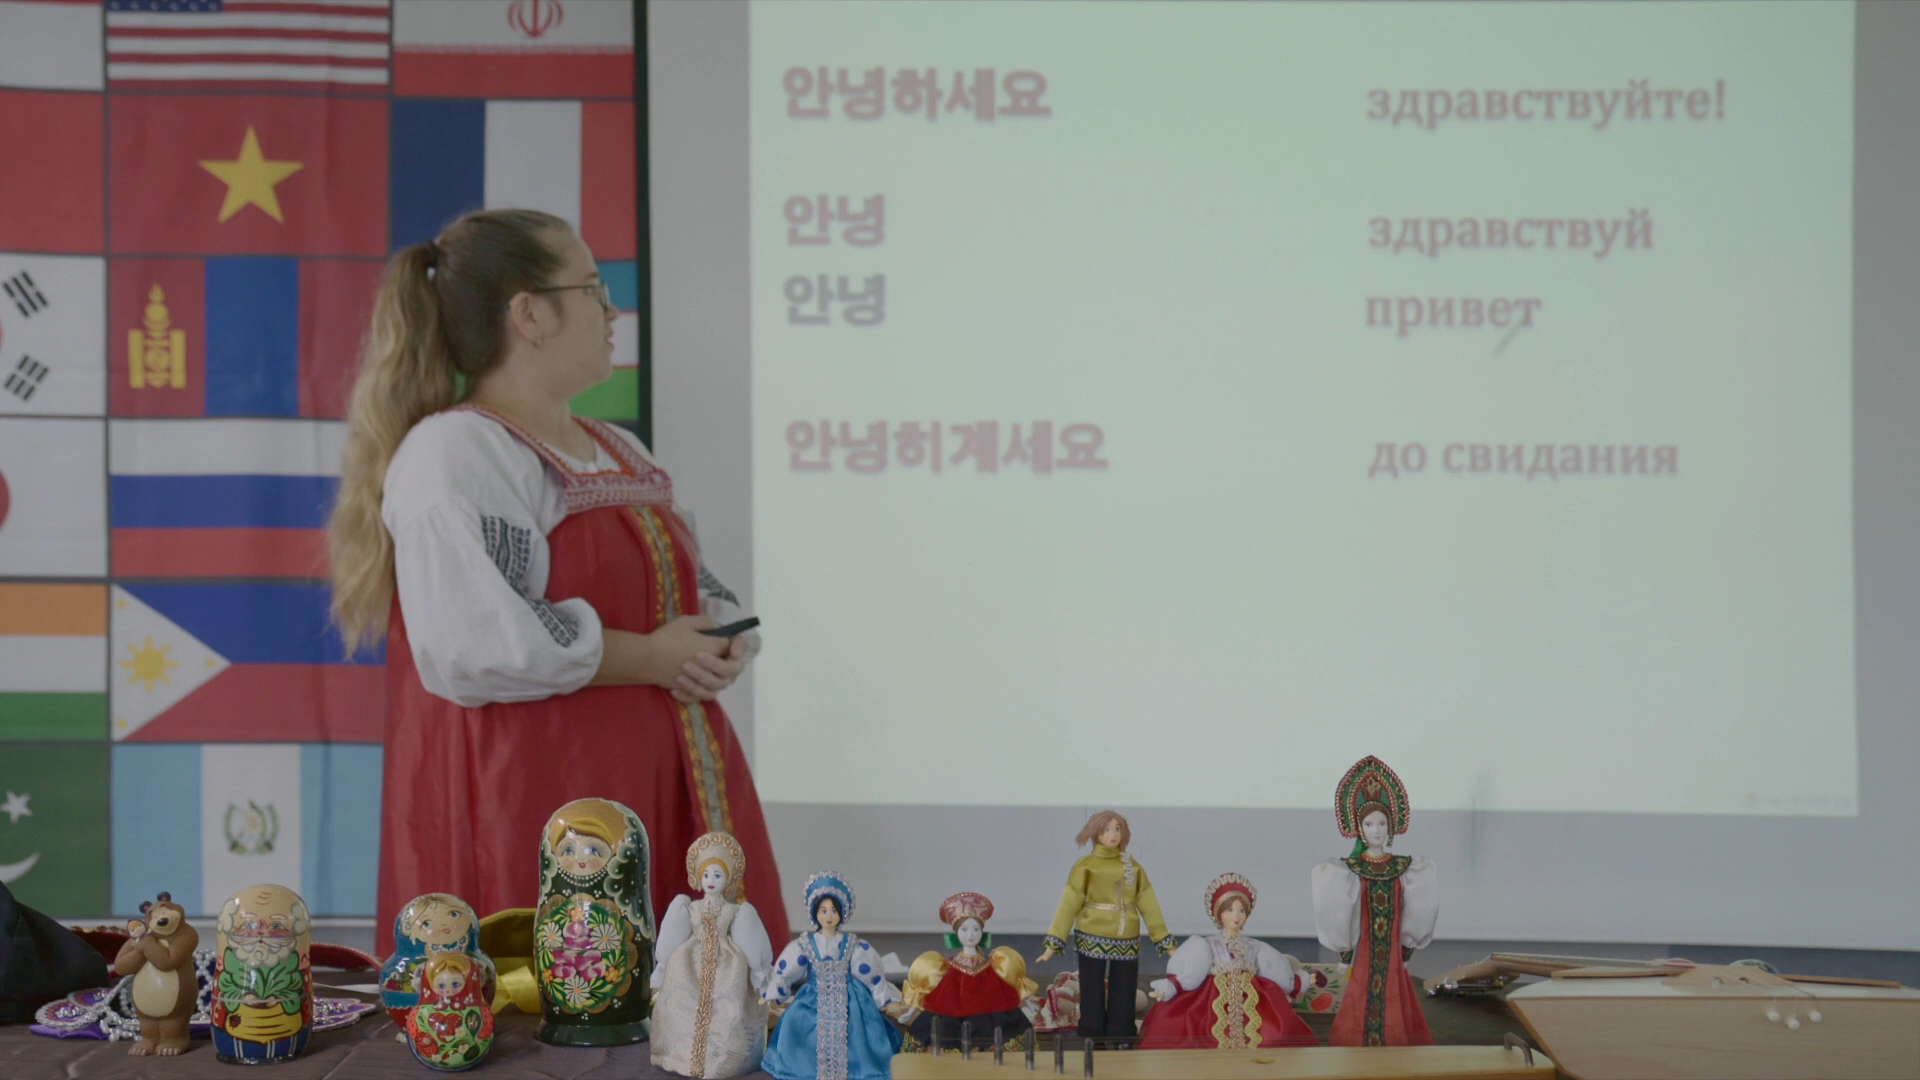 안녕하세요 здравствуйте!
안녕 здравствуй
안녕 привет
안녕히계세요 до свидания